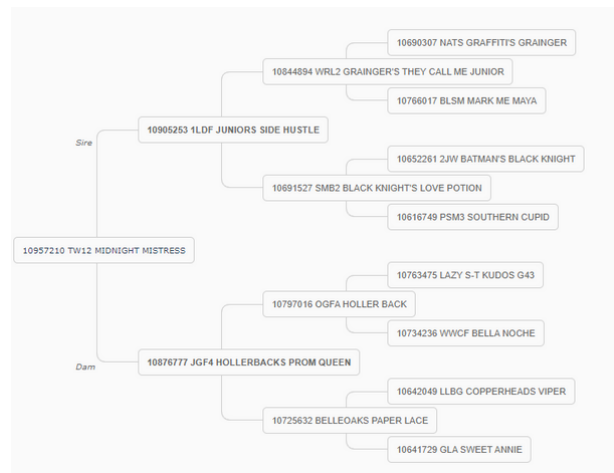 10690307 NATS GRAFFITI'S GRAINGER
10844894 WRL2 GRAINGER'S THEY CALL ME JUNIOR
10766017 BLSM MARK ME MAYA
10905253 1LDF JUNIORS SIDE HUSTLE
Sire
10652261 2JW BATMAN'S BLACK KNIGHT
10691527 SMB2 BLACK KNIGHT'S LOVE POTION
10616749 PSM3 SOUTHERN CUPID
10957210 TW12 MIDNIGHT MISTRESS
10763475 LAZY S-T KUDOS G43
10797016 OGFA HOLLER BACK
10734236 WWCF BELLA NOCHE
10876777 JGF4 HOLLERBACKS PROM QUEEN
Dam
10642049 LLBG COPPERHEADS VIPER
10725632 BELLEOAKS PAPER LACE
10641729 GLA SWEET ANNIE